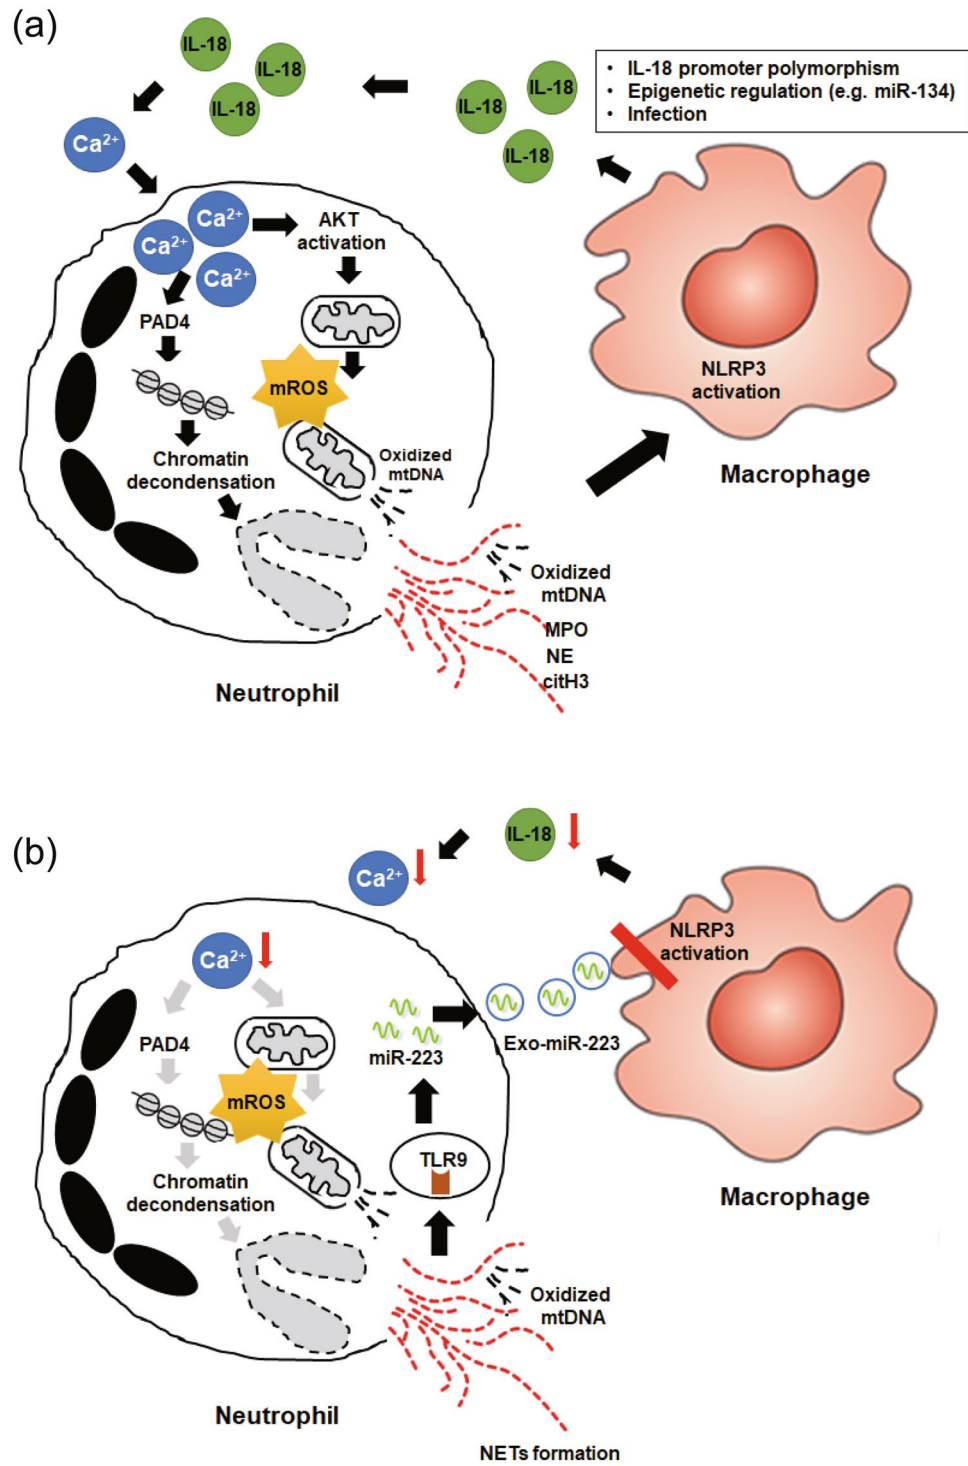 (a)
IL-18
IL-18
IL-18
IL-18
IL-18
IL-18
• IL-18 promoter polymorphism
• Epigenetic regulation (e.g. miR-134)
• Infection
Ca²⁺
Ca²⁺
Ca²⁺
Ca²⁺
AKT
activation
PAD4
mROS
Chromatin
decondensation
Oxidized
mtDNA
NLRP3
activation
Macrophage
Oxidized
mtDNA
MPO
NE
citH3
Neutrophil
(b)
IL-18
Ca²⁺
Ca²⁺
NLRP3
activation
PAD4
miR-223
Exo-miR-223
mROS
TLR9
Chromatin
decondensation
Macrophage
Oxidized
mtDNA
Neutrophil
NETs formation